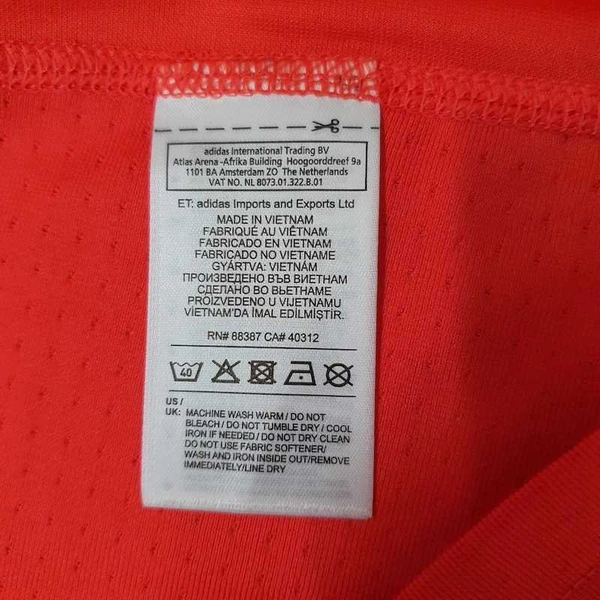 adidas International Trading BV
Atlas Arena -Afrika Building Hoogoorddreef 9a
1101 BA Amsterdam ZO The Netherlands
VAT NO. NL 8073.01.322.B.01
ET: adidas Imports and Exports Ltd
MADE IN VIETNAM
FABRIQUÉ AU VIÊTNAM
FABRICADO EN VIETNAM
FABRICADO NO VIETNAME
GYÁRTVA: VIETNÁM
ПРОИЗВЕДЕНО ВЪВ ВИЕТНАМ
СДЕЛАНО ВО ВЬЕТНАМЕ
PROIZVEDENO U VIJETNAMU
VİETNAM'DA İMAL EDİLMİŞTİR.
RN# 88387 CA# 40312
40
US /
UK: MACHINE WASH WARM / DO NOT
BLEACH / DO NOT TUMBLE DRY / COOL
IRON IF NEEDED / DO NOT DRY CLEAN
DO NOT USE FABRIC SOFTENER/
WASH AND IRON INSIDE OUT/REMOVE
IMMEDIATELY/LINE DRY